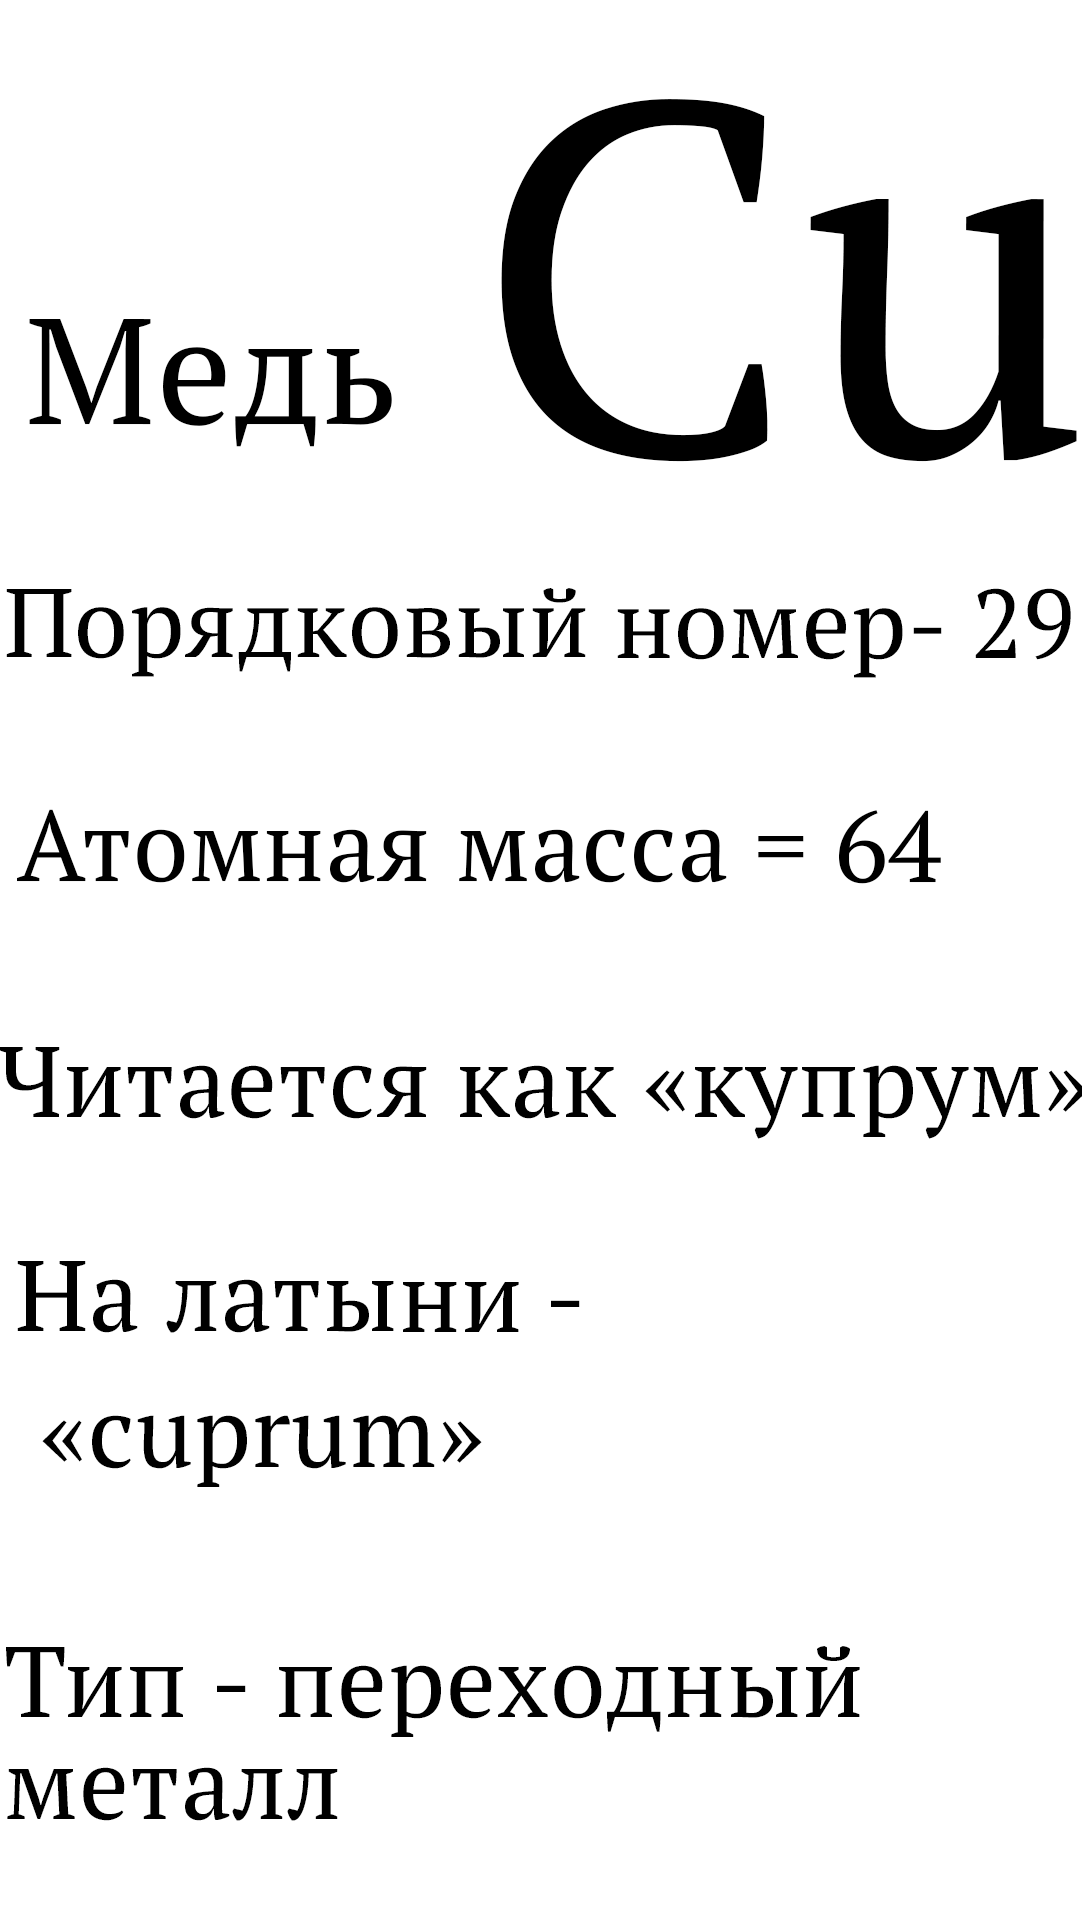 Медь Cu
Порядковый номер- 29
Атомная масса = 64
Читается как «купрум»
На латыни -
«cuprum»
Тип - переходный
металл